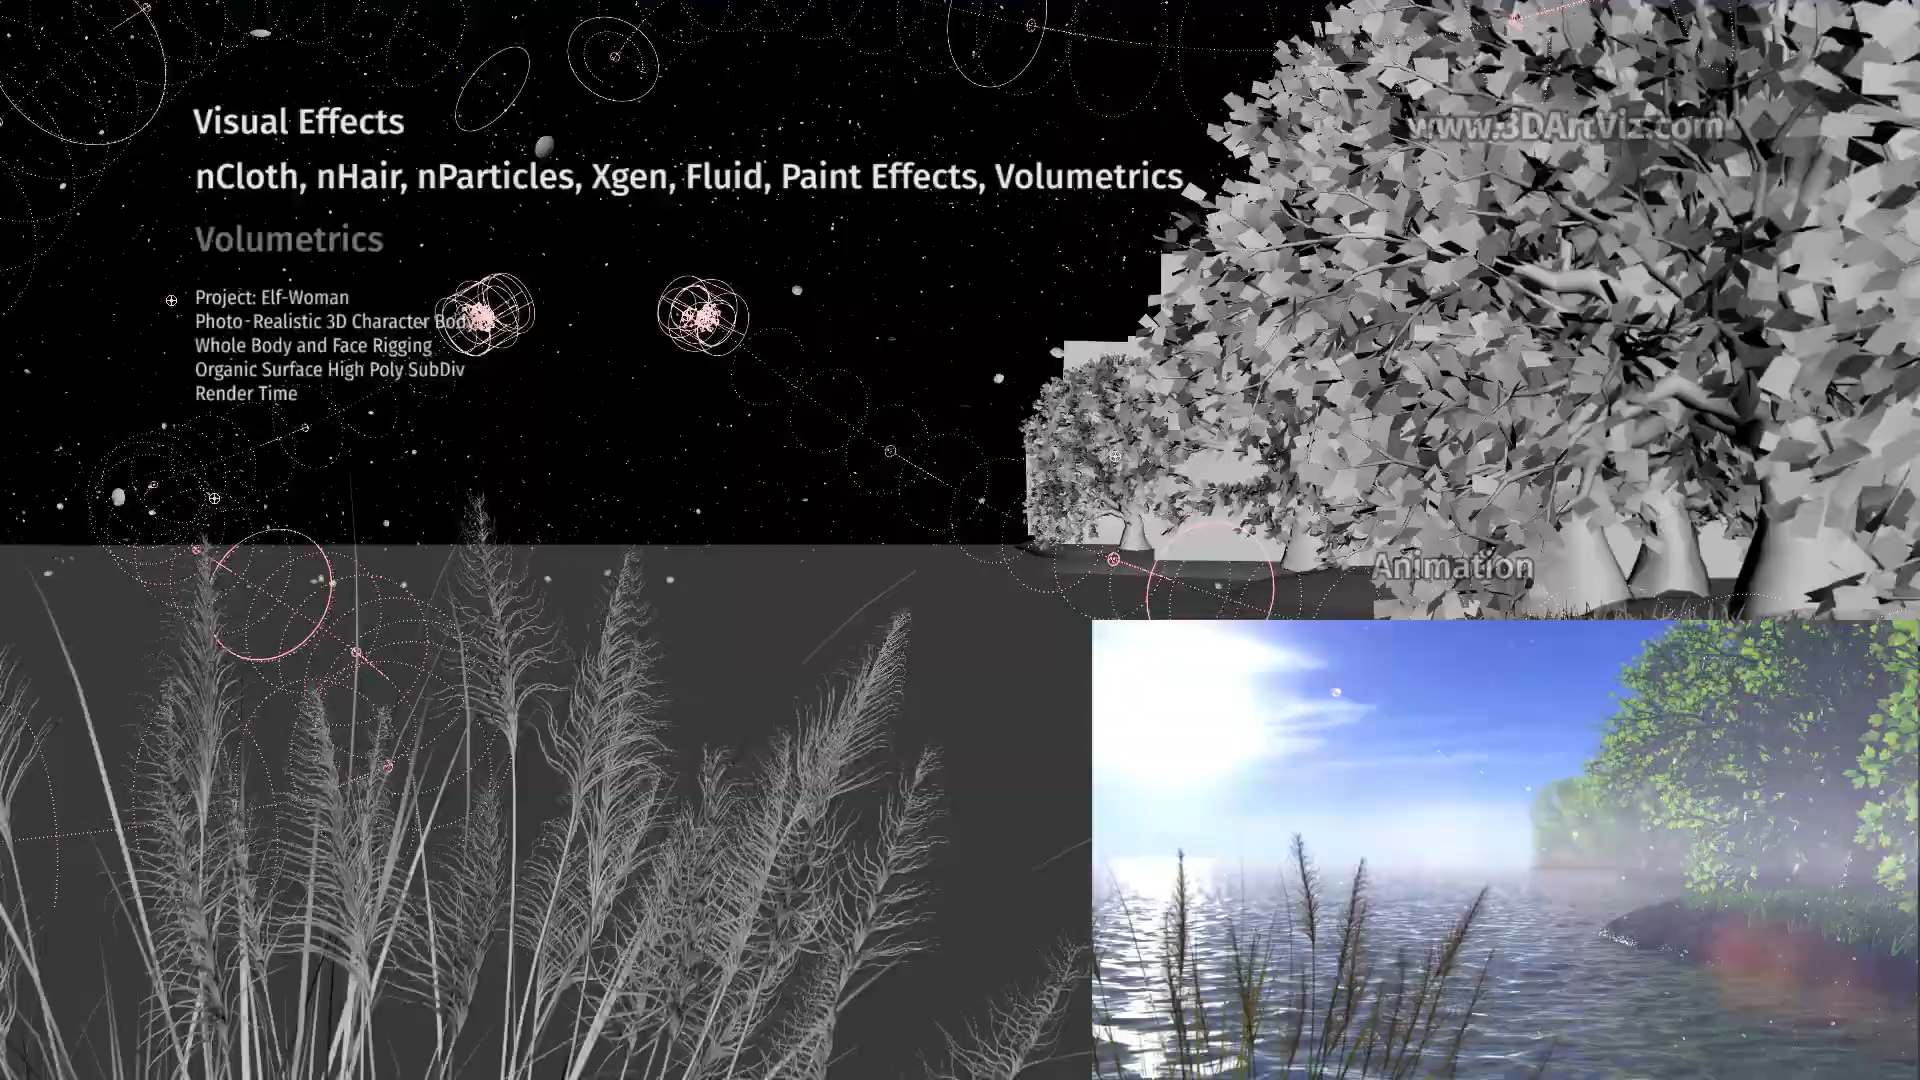 Visual Effects
nCloth, nHair, nParticles, Xgen, Fluid, Paint Effects, Volumetrics
Volumetrics
Project: Elf-Woman
Photo-Realistic 3D Character Body
Whole Body and Face Rigging
Organic Surface High Poly SubDiv
Render Time
www.3DArtViz.com
Animation